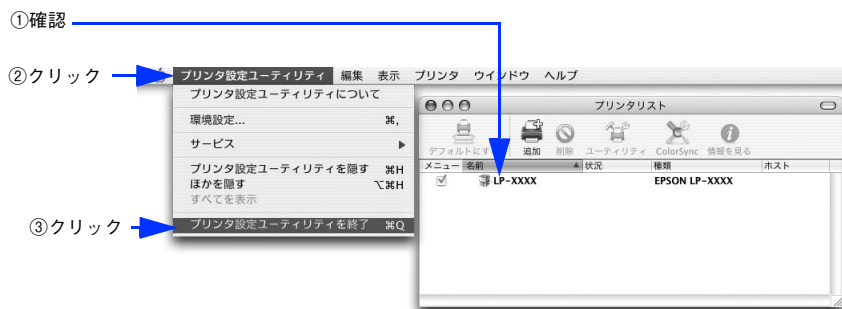 ①確認
②クリック
プリンタ設定ユーティリティ 編集 表示 プリンタ ウインドウ ヘルプ
プリンタ設定ユーティリティについて
環境設定... ⌘,
サービス ▶
プリンタ設定ユーティリティを隠す ⌘H
ほかを隠す ⌥⌘H
すべてを表示
③クリック
プリンタ設定ユーティリティを終了 ⌘Q
プリンタリスト
デフォルトにす 追加 削除 ユーティリティ ColorSync 情報を見る
メニュー 名前 ▲ 状況 種類 ホスト
LP-XXXX EPSON LP-XXXX